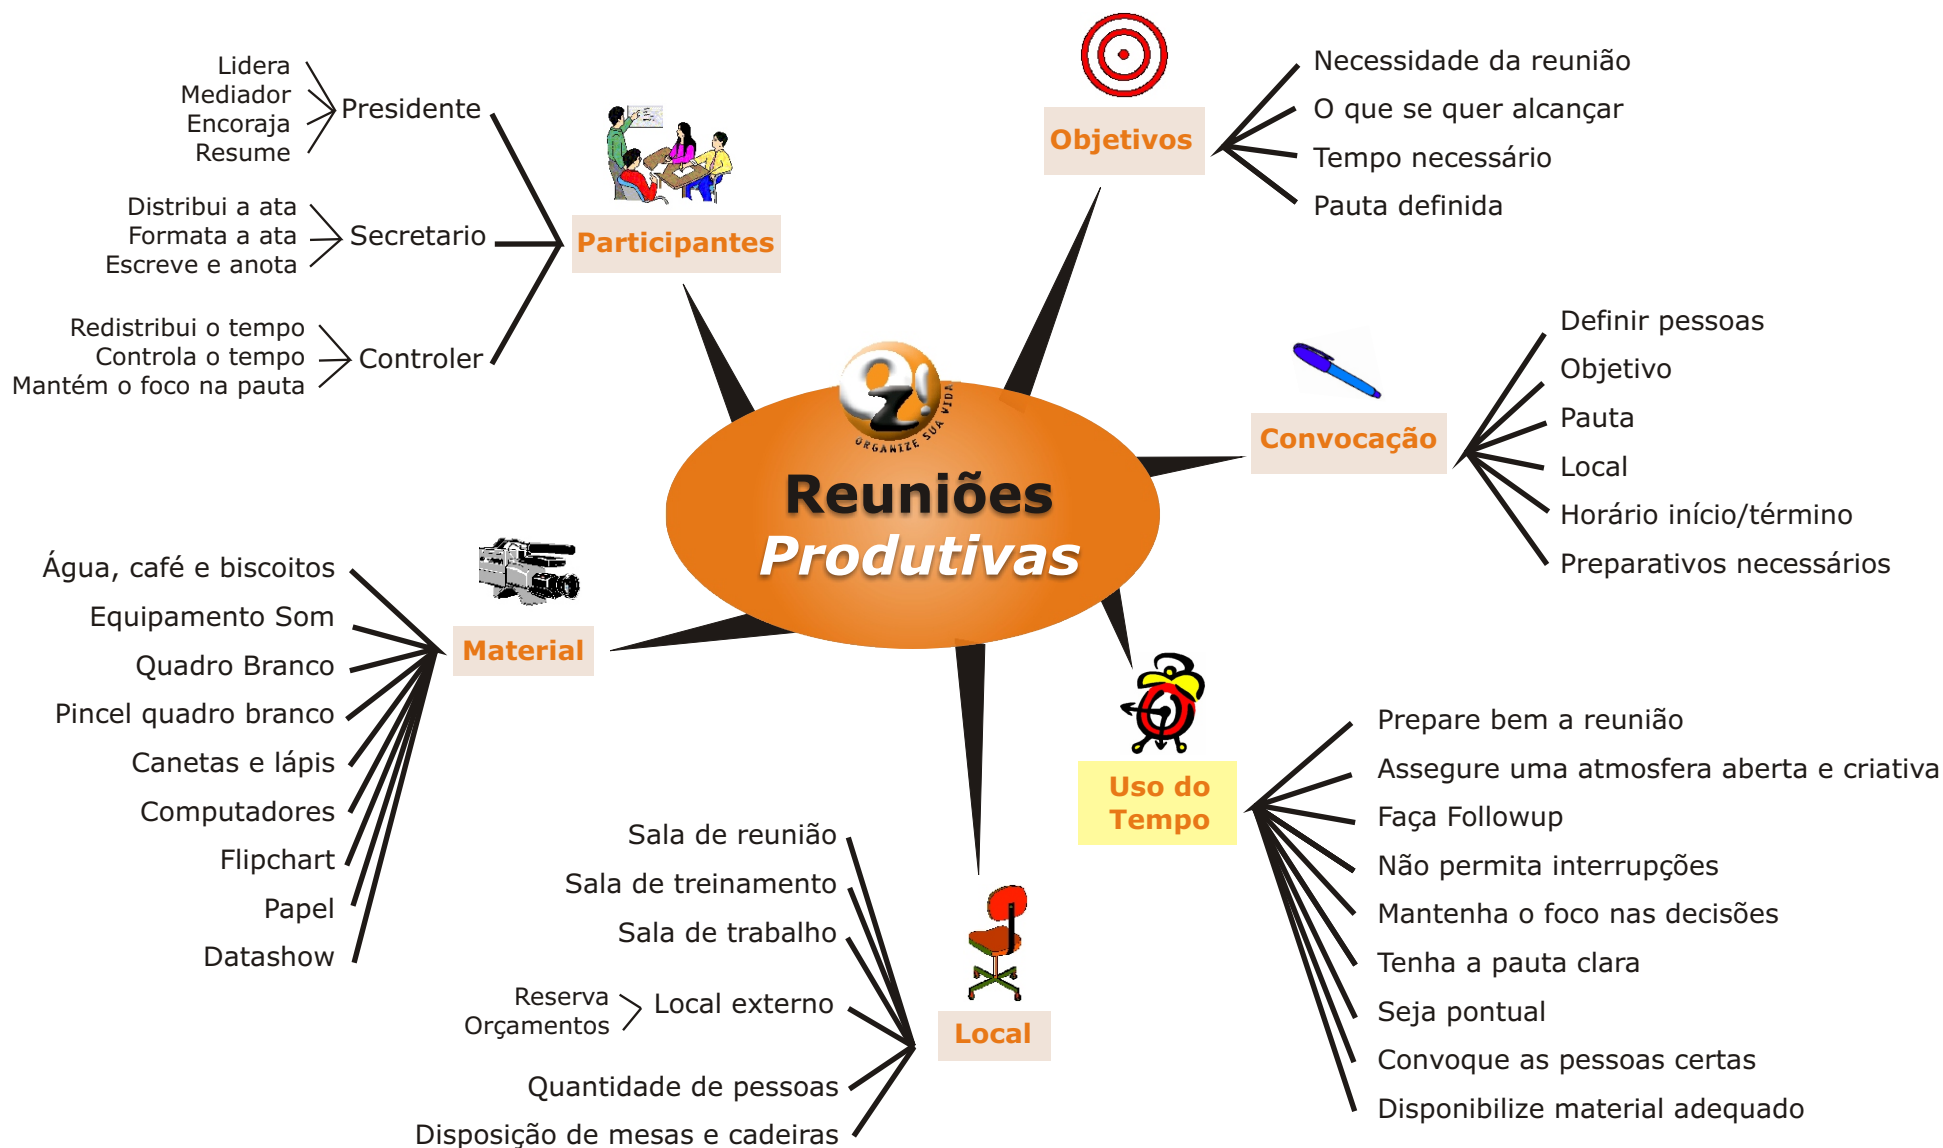 Lidera
Mediador
Encoraja
Resume
Presidente
Distribui a ata
Formata a ata
Escreve e anota
Secretario
Redistribui o tempo
Controla o tempo
Mantém o foco na pauta
Controler
Participantes
Objetivos
Necessidade da reunião
O que se quer alcançar
Tempo necessário
Pauta definida
Convocação
Definir pessoas
Objetivo
Pauta
Local
Horário início/término
Preparativos necessários
OZ!
ORGANIZE SUA VIDA
Reuniões
Produtivas
Água, café e biscoitos
Equipamento Som
Quadro Branco
Pincel quadro branco
Canetas e lápis
Computadores
Flipchart
Papel
Datashow
Material
Uso do
Tempo
Prepare bem a reunião
Assegure uma atmosfera aberta e criativa
Faça Followup
Não permita interrupções
Mantenha o foco nas decisões
Tenha a pauta clara
Seja pontual
Convoque as pessoas certas
Disponibilize material adequado
Sala de reunião
Sala de treinamento
Sala de trabalho
Reserva
Orçamentos
Local externo
Quantidade de pessoas
Disposição de mesas e cadeiras
Local